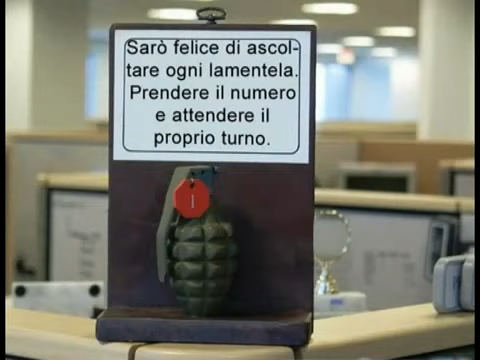 Sarò felice di ascol-
tare ogni lamentela.
Prendere il numero
e attendere il
proprio turno.
1